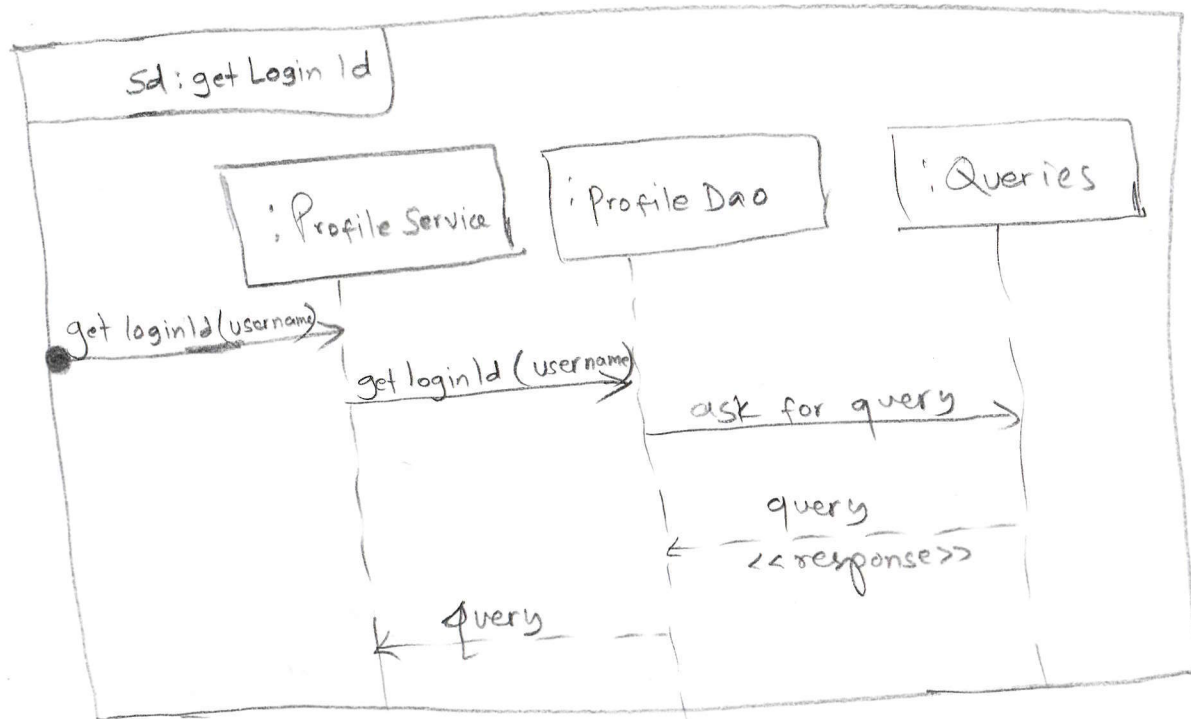 Sd: get Login Id
: Profile Service
: Profile Dao
: Queries
get loginId (username)
get loginId (username)
ask for query
query
<<response>>
query